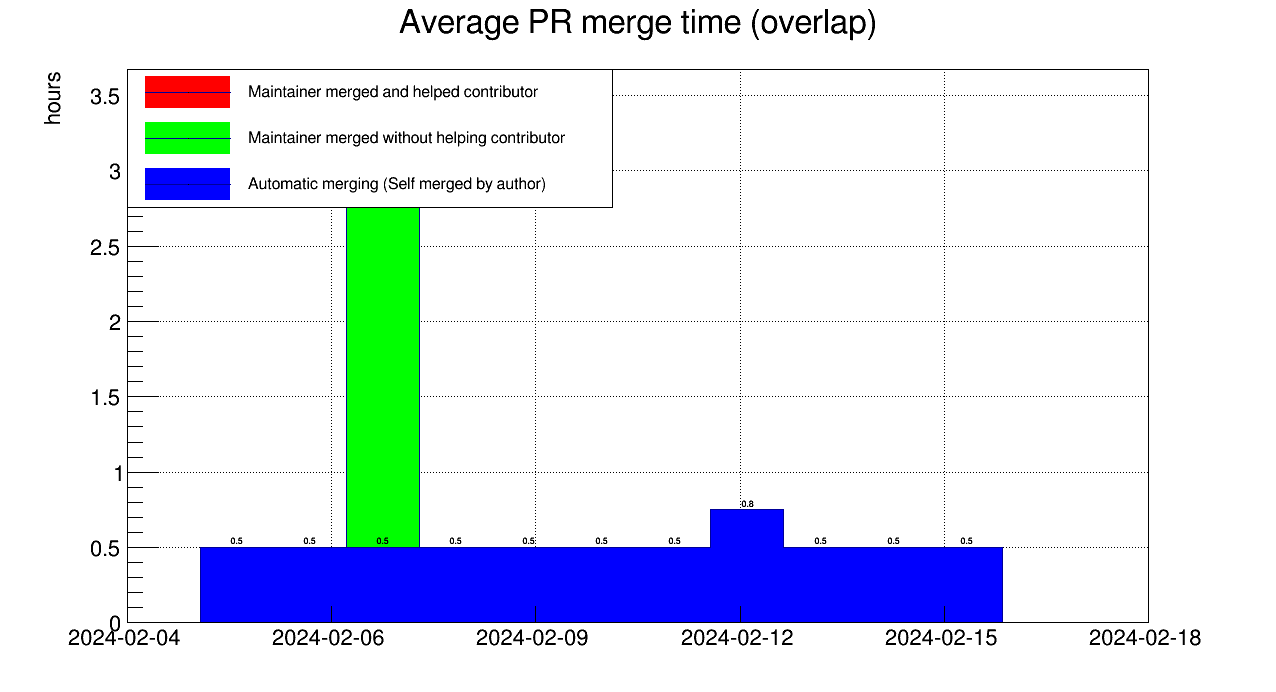 Average PR merge time (overlap)
hours
3.5
3
2.5
2
1.5
1
0.5
0
Maintainer merged and helped contributor
Maintainer merged without helping contributor
Automatic merging (Self merged by author)
0.5 0.5 0.5 0.5 0.5 0.5 0.5 0.8 0.5 0.5 0.5
2024-02-04 2024-02-06 2024-02-09 2024-02-12 2024-02-15 2024-02-18